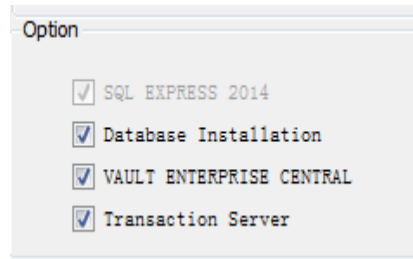 Option
SQL EXPRESS 2014
Database Installation
VAULT ENTERPRISE CENTRAL
Transaction Server